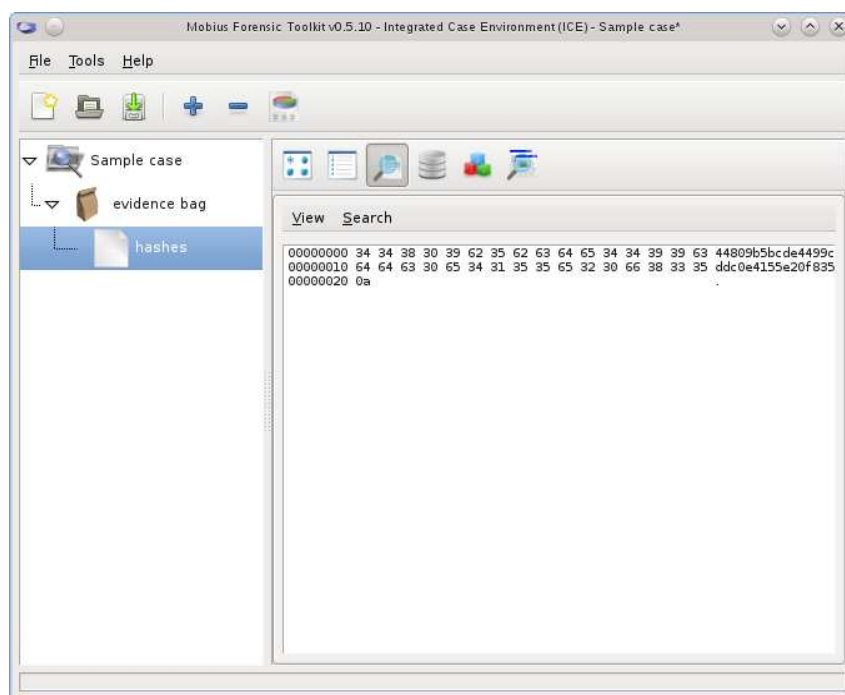 Mobius Forensic Toolkit v0.5.10 - Integrated Case Environment (ICE) - Sample case*
File Tools Help
Sample case
evidence bag
hashes
View Search
00000000 34 34 38 30 39 62 35 62 63 64 65 34 34 39 39 63 44809b5bcde4499c
00000010 64 64 63 30 65 34 31 35 35 65 32 30 66 38 33 35 ddc0e4155e20f835
00000020 0a .